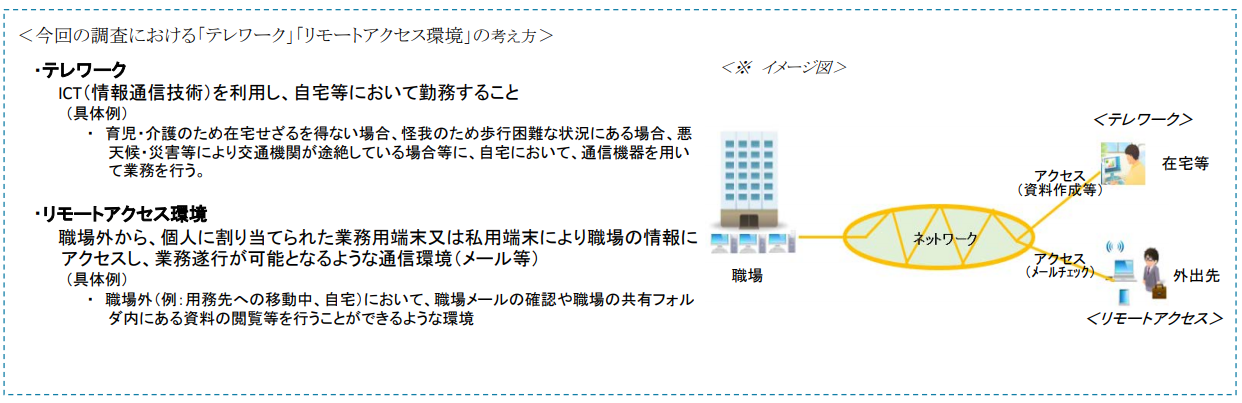 ＜今回の調査における「テレワーク」「リモートアクセス環境」の考え方＞
・テレワーク
ICT（情報通信技術）を利用し、自宅等において勤務すること
（具体例）
・ 育児・介護のため在宅せざるを得ない場合、怪我のため歩行困難な状況にある場合、悪
天候・災害等により交通機関が途絶している場合等に、自宅において、通信機器を用い
て業務を行う。
・リモートアクセス環境
職場外から、個人に割り当てられた業務用端末又は私用端末により職場の情報に
アクセスし、業務遂行が可能となるような通信環境（メール等）
（具体例）
・ 職場外（例：用務先への移動中、自宅）において、職場メールの確認や職場の共有フォル
ダ内にある資料の閲覧等を行うことができるような環境
＜※ イメージ図＞
＜テレワーク＞
在宅等
アクセス
（資料作成等）
ネットワーク
職場
アクセス
（メールチェック）
外出先
＜リモートアクセス＞